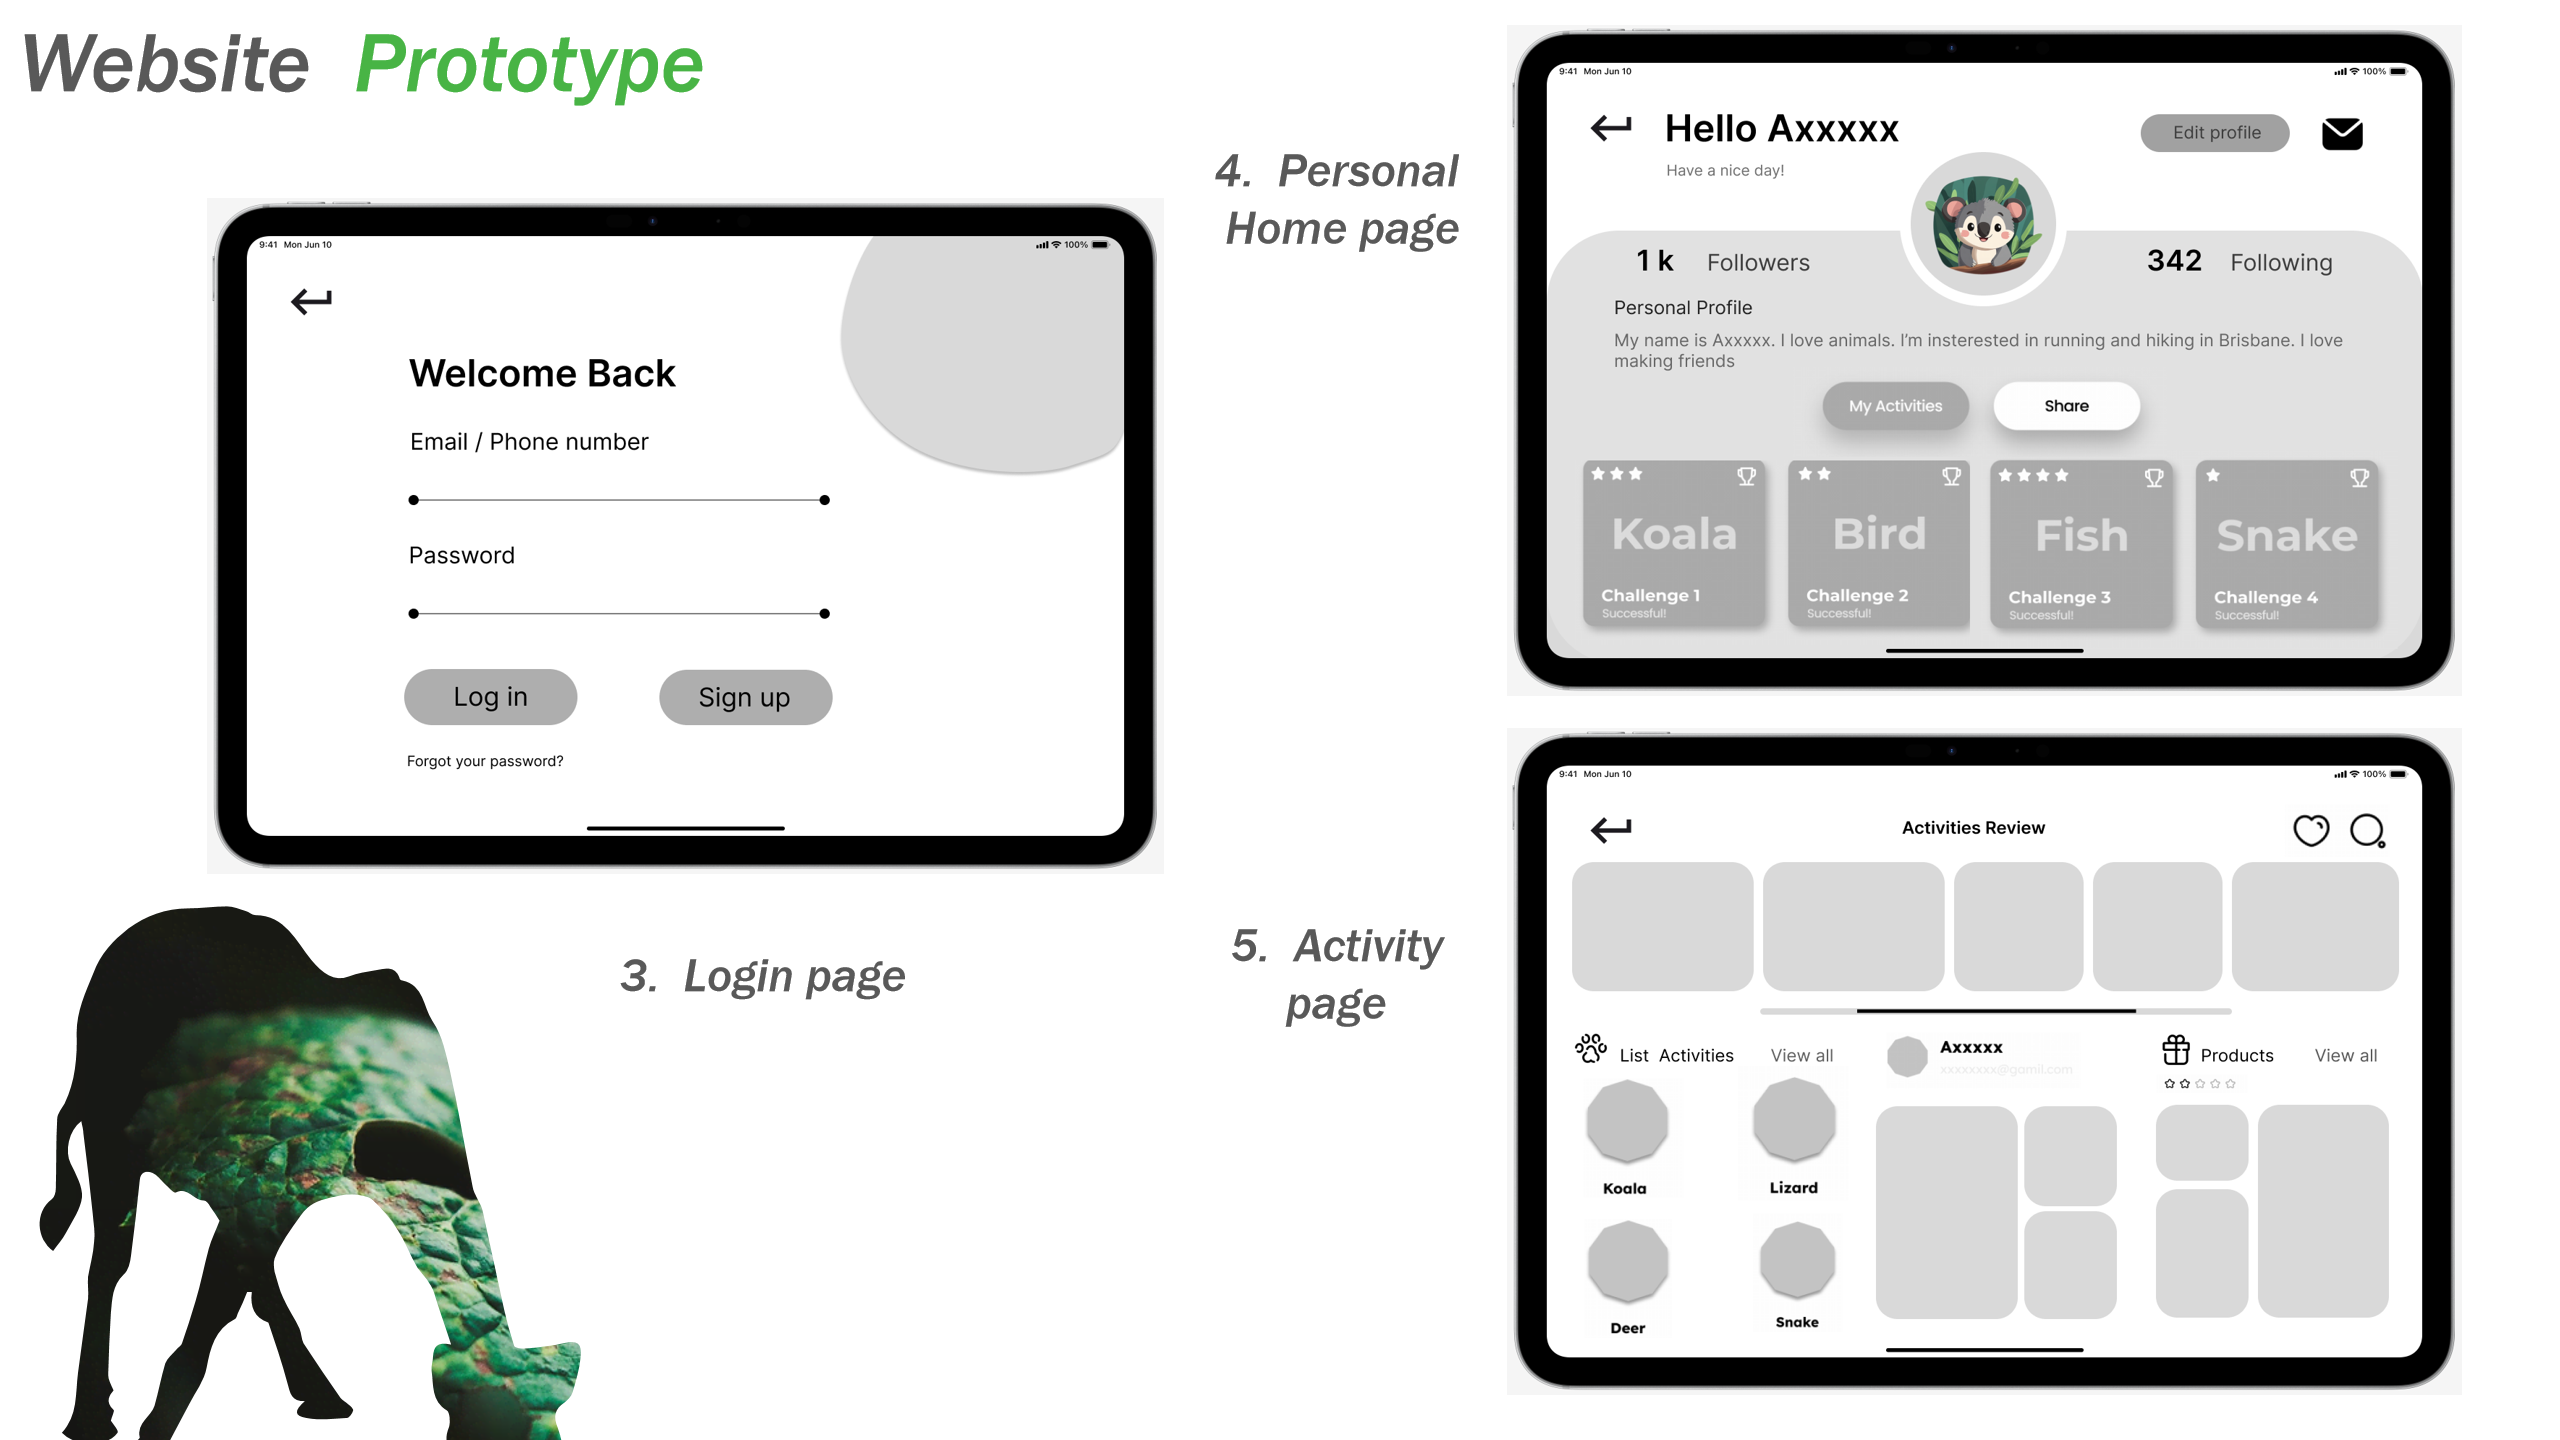 Website Prototype
9:41 Mon Jun 10
100%
Welcome Back
Email / Phone number
Password
Log in
Sign up
Forgot your password?
3. Login page
4. Personal
Home page
9:41 Mon Jun 10
100%
Hello Axxxxx
Edit profile
Have a nice day!
1 k Followers
342 Following
Personal Profile
My name is Axxxxx. I love animals. I'm insterested in running and hiking in Brisbane. I love
making friends
My Activities
Share
Koala
Challenge 1
Successful!
Bird
Challenge 2
Successful!
Fish
Challenge 3
Successful!
Snake
Challenge 4
Successful!
5. Activity
page
9:41 Mon Jun 10
100%
Activities Review
List Activities
View all
Koala
Lizard
Deer
Snake
Axxxxx
xxxxxxxx@gamil.com
Products
View all